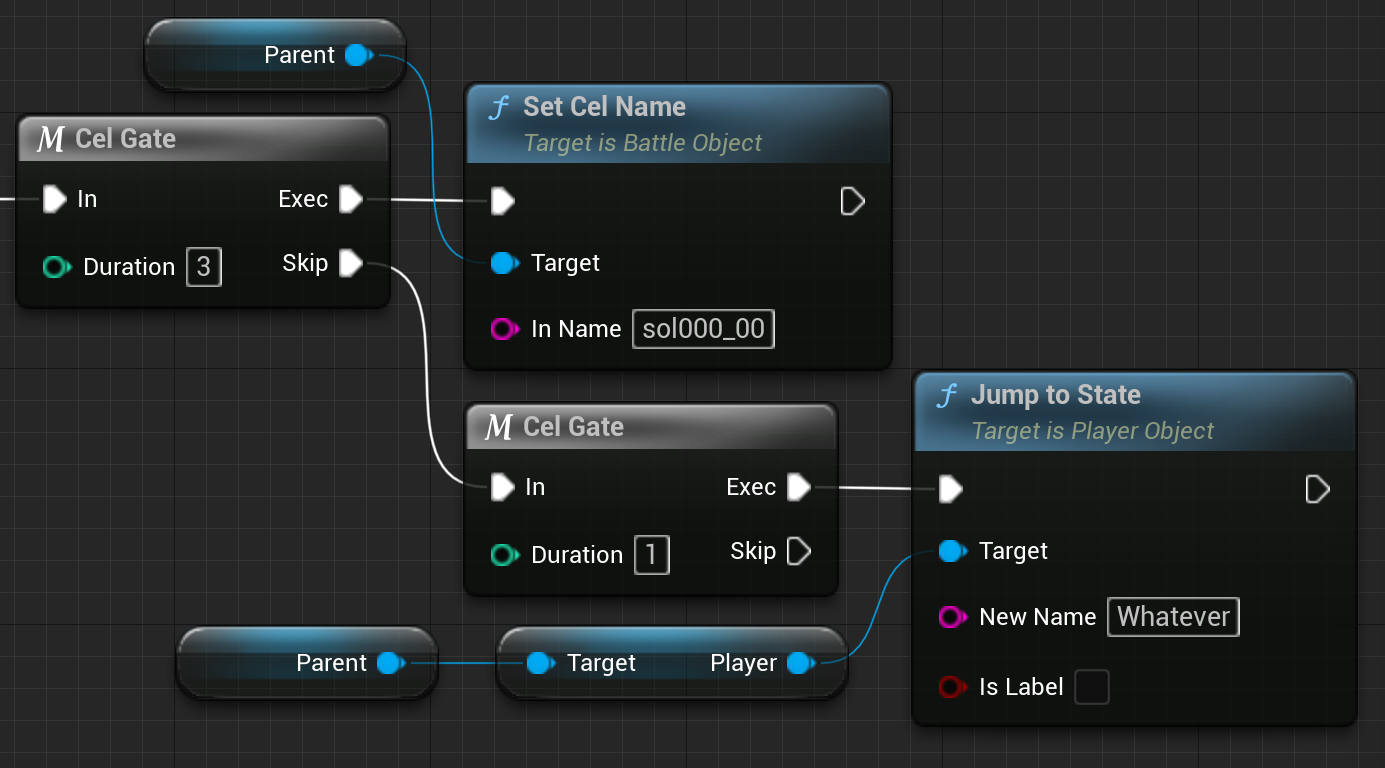 Parent
M Cel Gate
In Exec
Duration 3 Skip
f Set Cel Name
Target is Battle Object
Target
In Name sol000_00
M Cel Gate
In Exec
Duration 1 Skip
Parent
Target Player
f Jump to State
Target is Player Object
Target
New Name Whatever
Is Label